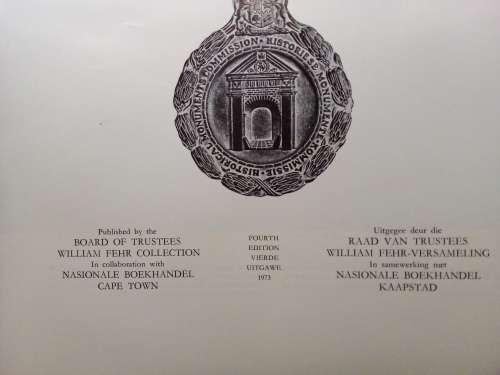 HISTORICAL MONUMENTS COMMISSION · HISTORIESE MONUMENTE-KOMMISSIE ·
Published by the
BOARD OF TRUSTEES
WILLIAM FEHR COLLECTION
In collaboration with
NASIONALE BOEKHANDEL
CAPE TOWN
FOURTH
EDITION
VIERDE
UITGAWE
1973
Uitgegee deur die
RAAD VAN TRUSTEES
WILLIAM FEHR-VERSAMELING
In samewerking met
NASIONALE BOEKHANDEL
KAAPSTAD